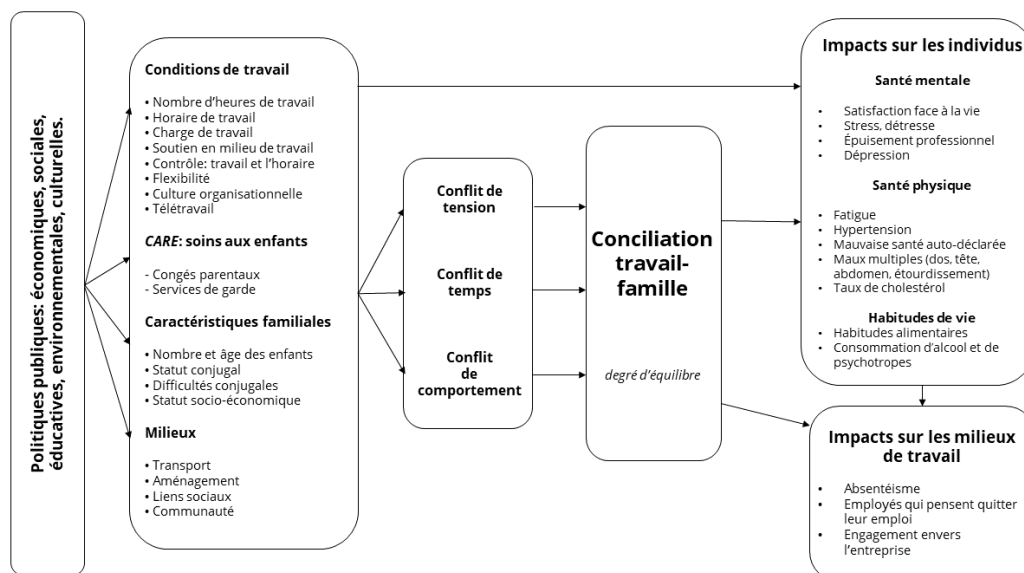 Politiques publiques: économiques, sociales,
éducatives, environnementales, culturelles.
Conditions de travail
• Nombre d'heures de travail
• Horaire de travail
• Charge de travail
• Soutien en milieu de travail
• Contrôle: travail et l'horaire
• Flexibilité
• Culture organisationnelle
• Télétravail
CARE: soins aux enfants
- Congés parentaux
- Services de garde
Caractéristiques familiales
• Nombre et âge des enfants
• Statut conjugal
• Difficultés conjugales
• Statut socio-économique
Milieux
• Transport
• Aménagement
• Liens sociaux
• Communauté
Conflit de
tension
Conflit de
temps
Conflit
de
comportement
Conciliation
travail-
famille
degré d'équilibre
Impacts sur les individus
Santé mentale
• Satisfaction face à la vie
• Stress, détresse
• Épuisement professionnel
• Dépression
Santé physique
• Fatigue
• Hypertension
• Mauvaise santé auto-déclarée
• Maux multiples (dos, tête,
abdomen, étourdissement)
• Taux de cholestérol
Habitudes de vie
• Habitudes alimentaires
• Consommation d'alcool et de
psychotropes
Impacts sur les milieux
de travail
• Absentéisme
• Employés qui pensent quitter
leur emploi
• Engagement envers
l'entreprise